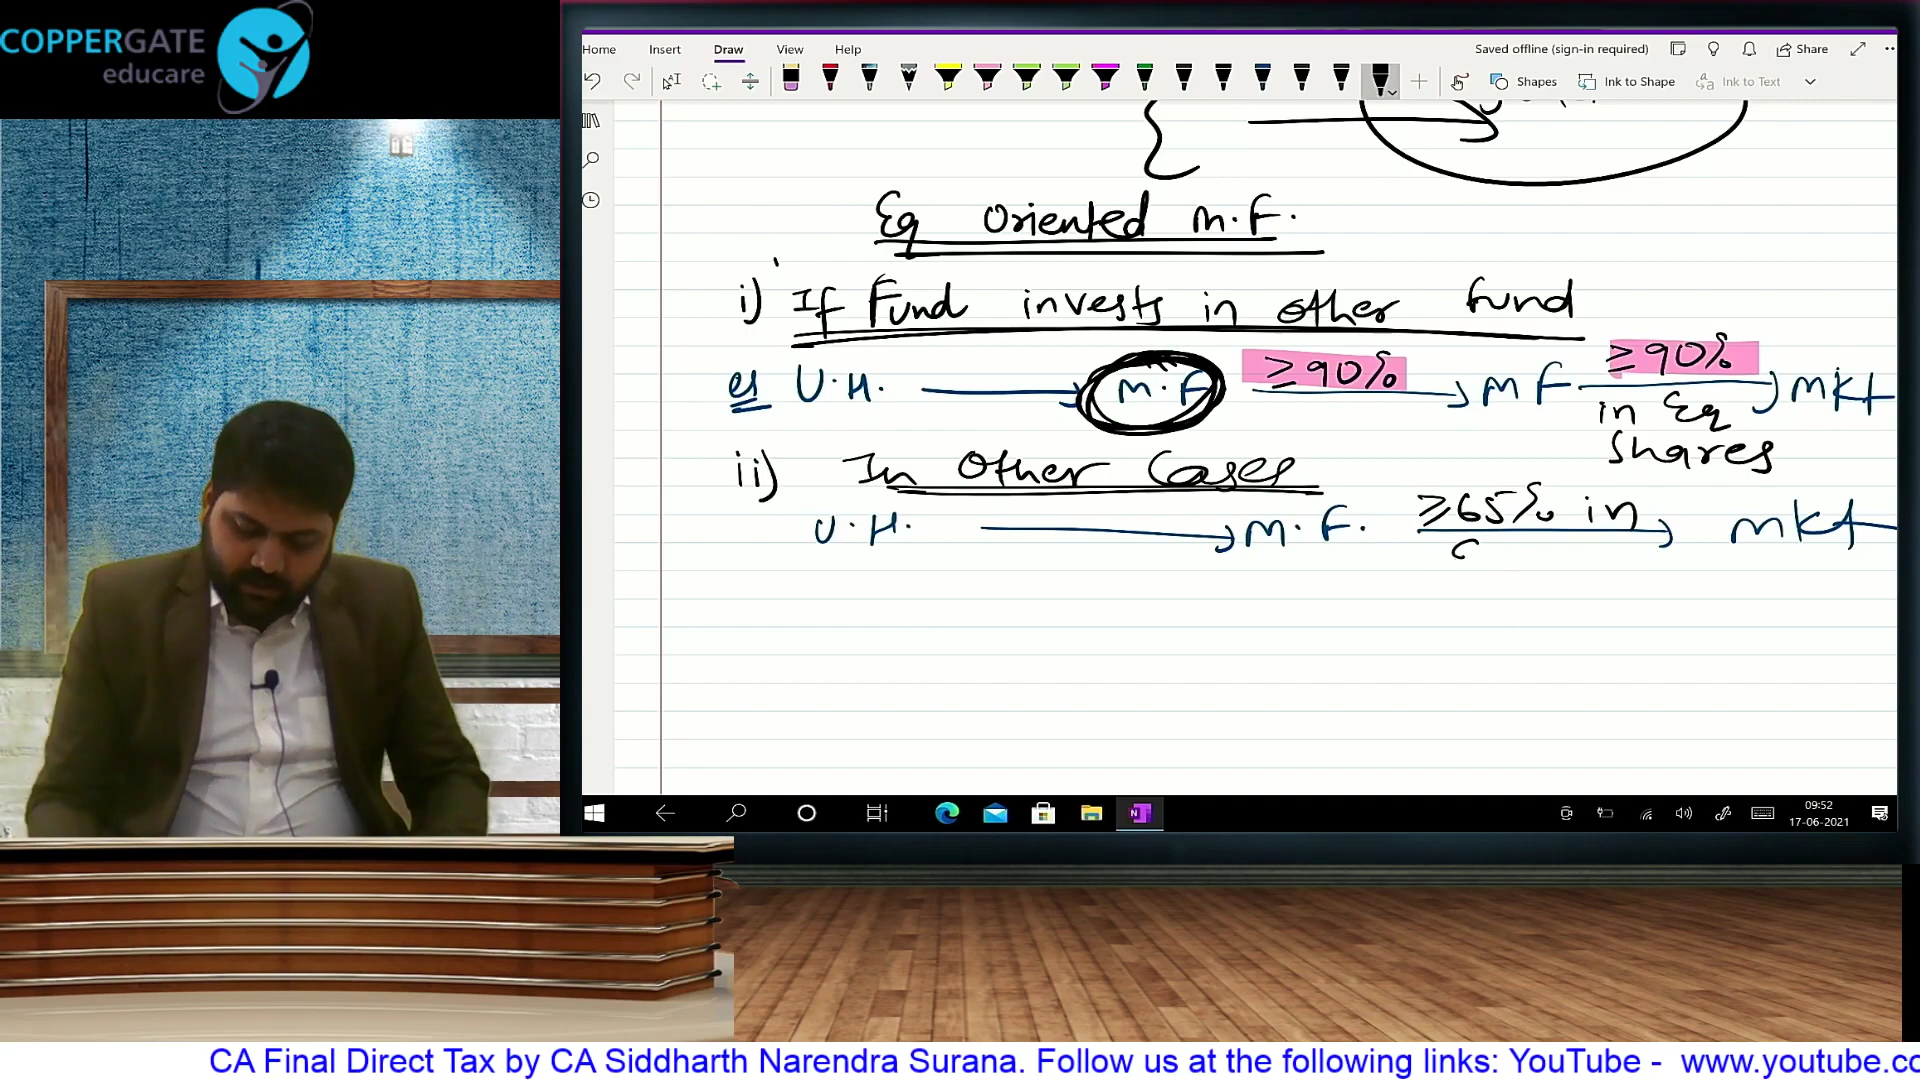 COPPERGATE
educare
Home Insert Draw View Help
Saved offline (sign-in required) Share
Shapes Ink to Shape Ink to Text
Eq Oriented M.F.
i) If Fund invests in other fund
eg U.H. M.F ≥90% MF ≥90% mkt
in Eq
Shares
ii) In Other Cases
U.H. M.F. ≥65% in mkt
09:52
17-06-2021
CA Final Direct Tax by CA Siddharth Narendra Surana. Follow us at the following links: YouTube - www.youtube.co